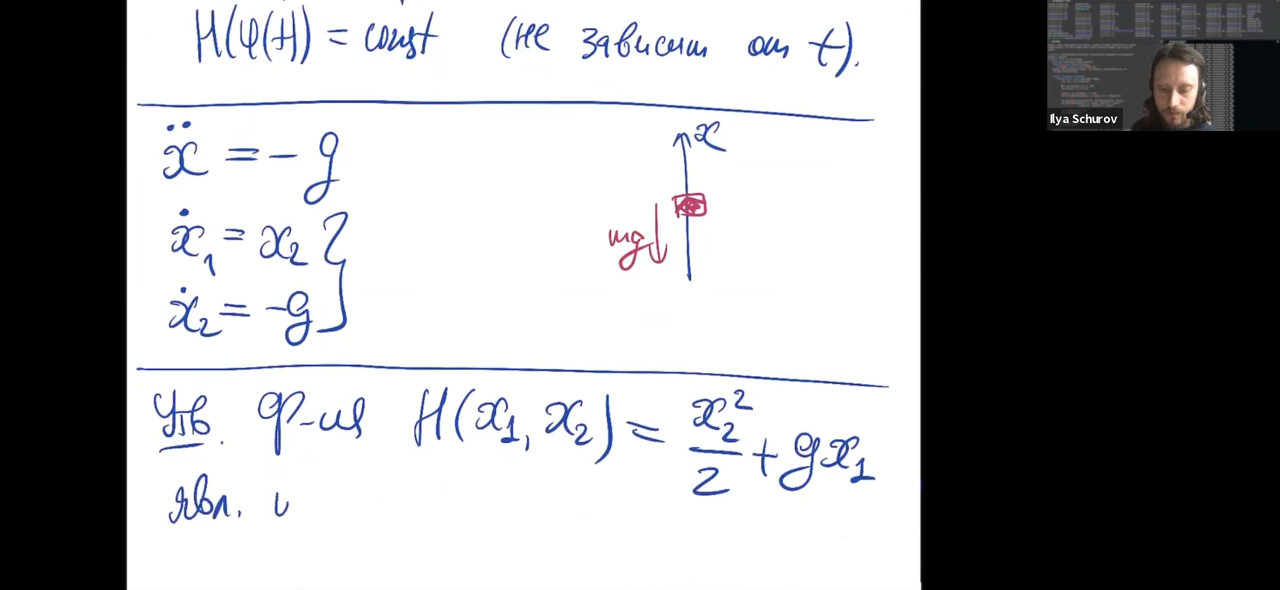 H(φ(t)) = const (не зависит от t).
ẍ = -g
x
ẋ₁ = x₂
mg
ẋ₂ = -g
Утв. ф-ия H(x₁, x₂) = x₂²/2 + gx₁
явл.
Ilya Schurov